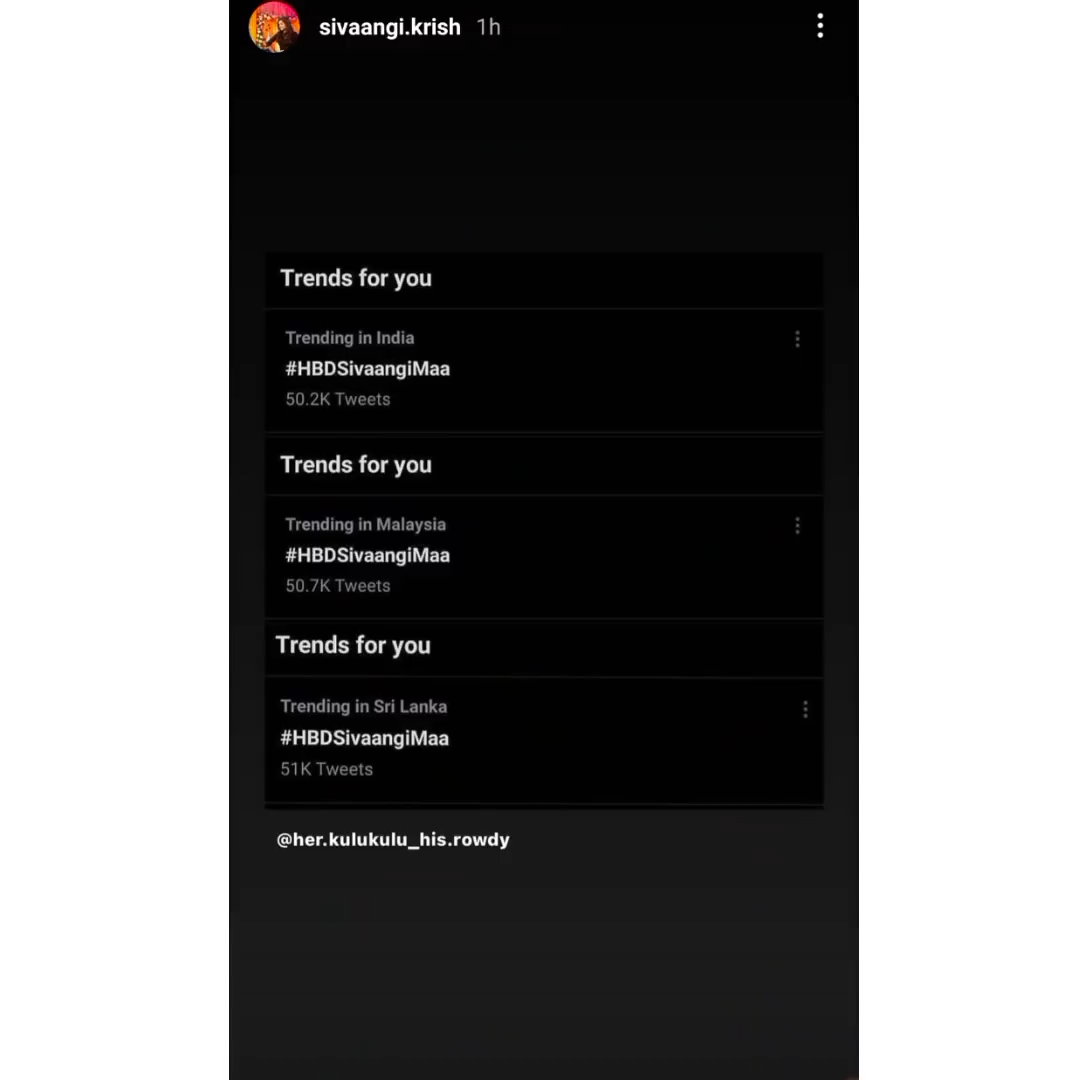 sivaangi.krish 1h
Trends for you
Trending in India
#HBDSivaangiMaa
50.2K Tweets
Trends for you
Trending in Malaysia
#HBDSivaangiMaa
50.7K Tweets
Trends for you
Trending in Sri Lanka
#HBDSivaangiMaa
51K Tweets
@her.kulukulu_his.rowdy